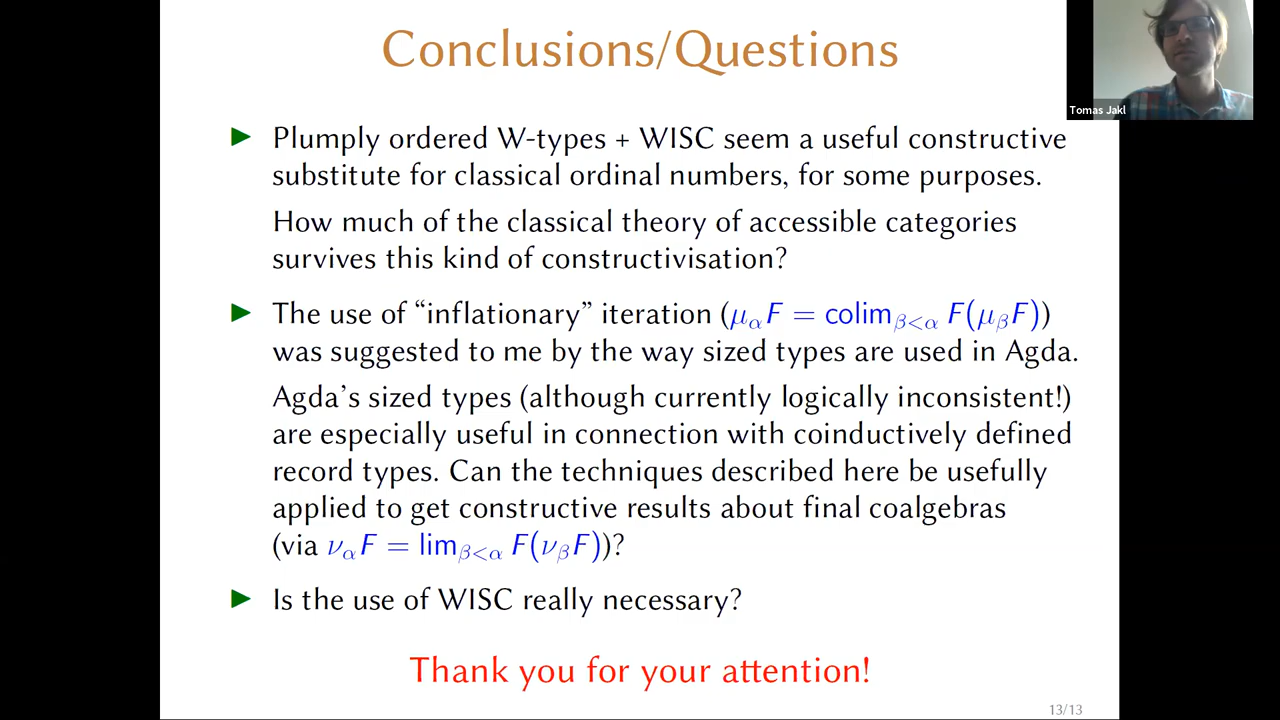 Conclusions/Questions
Tomas Jakl
▶ Plumply ordered W-types + WISC seem a useful constructive
substitute for classical ordinal numbers, for some purposes.
How much of the classical theory of accessible categories
survives this kind of constructivisation?
▶ The use of “inflationary” iteration (μ_αF = colim_{β<α} F(μ_βF))
was suggested to me by the way sized types are used in Agda.
Agda’s sized types (although currently logically inconsistent!)
are especially useful in connection with coinductively defined
record types. Can the techniques described here be usefully
applied to get constructive results about final coalgebras
(via ν_αF = lim_{β<α} F(ν_βF))?
▶ Is the use of WISC really necessary?
Thank you for your attention!
13/13